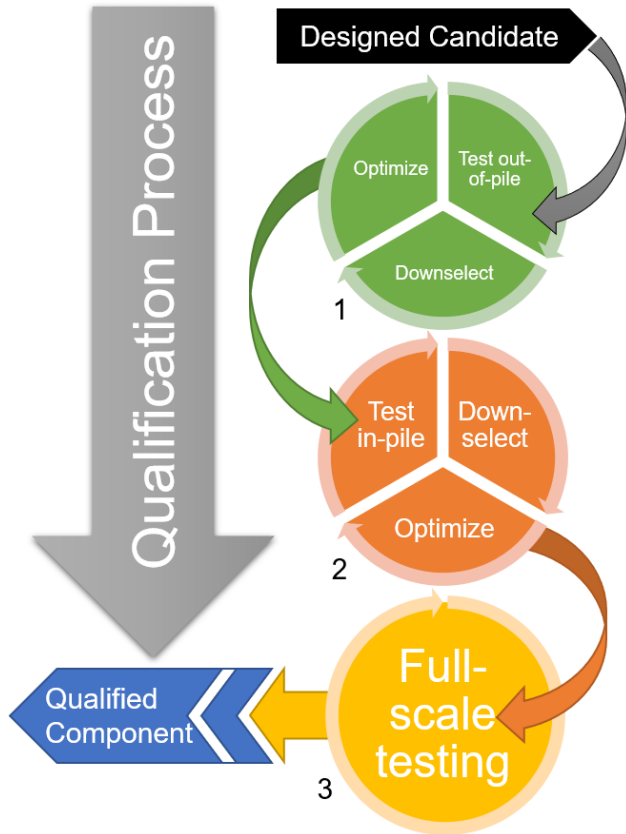 Qualification Process
Designed Candidate
Optimize
Test out-
of-pile
Downselect
1
Test
in-pile
Down-
select
Optimize
2
Full-
scale
testing
3
Qualified
Component